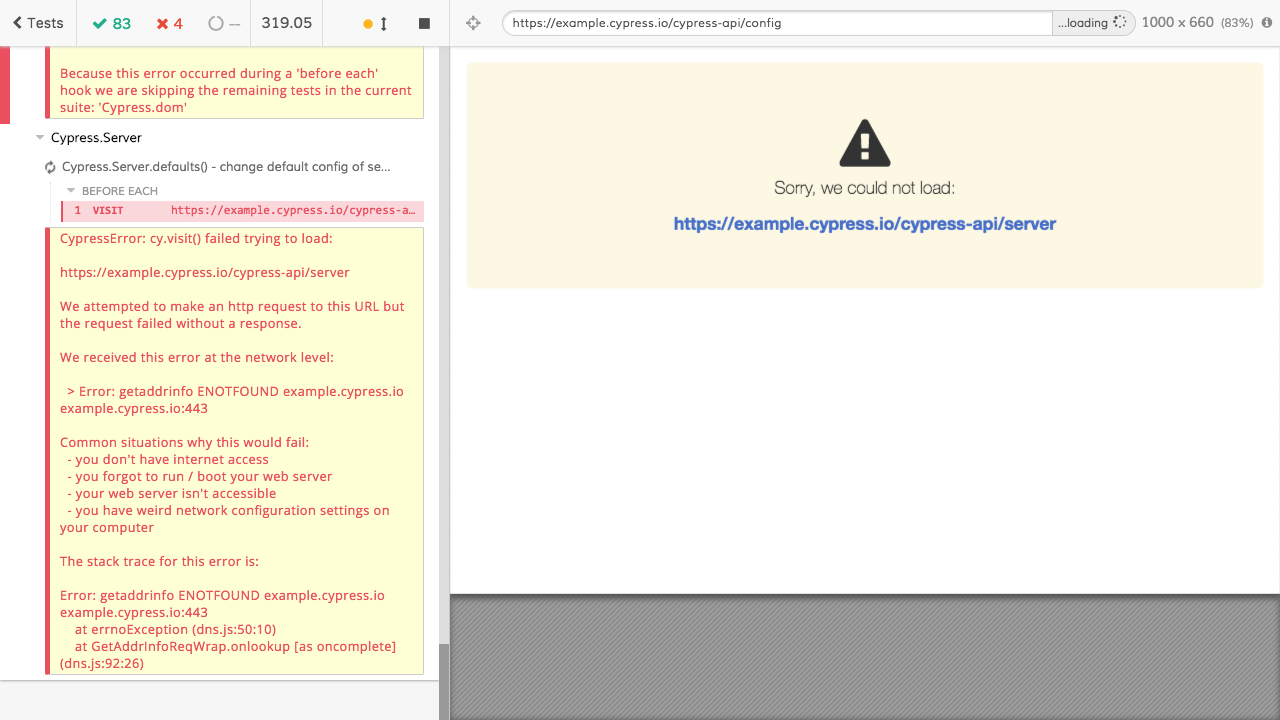 Tests
83
4
--
319.05
https://example.cypress.io/cypress-api/config
...loading
1000 x 660 (83%)
Because this error occurred during a 'before each'
hook we are skipping the remaining tests in the current
suite: 'Cypress.dom'
Cypress.Server
Cypress.Server.defaults() - change default config of se...
BEFORE EACH
1 VISIT https://example.cypress.io/cypress-a...
CypressError: cy.visit() failed trying to load:
https://example.cypress.io/cypress-api/server
We attempted to make an http request to this URL but
the request failed without a response.
We received this error at the network level:
> Error: getaddrinfo ENOTFOUND example.cypress.io
example.cypress.io:443
Common situations why this would fail:
- you don't have internet access
- you forgot to run / boot your web server
- your web server isn't accessible
- you have weird network configuration settings on
your computer
The stack trace for this error is:
Error: getaddrinfo ENOTFOUND example.cypress.io
example.cypress.io:443
at errnoException (dns.js:50:10)
at GetAddrInfoReqWrap.onlookup [as oncomplete]
(dns.js:92:26)
Sorry, we could not load:
https://example.cypress.io/cypress-api/server